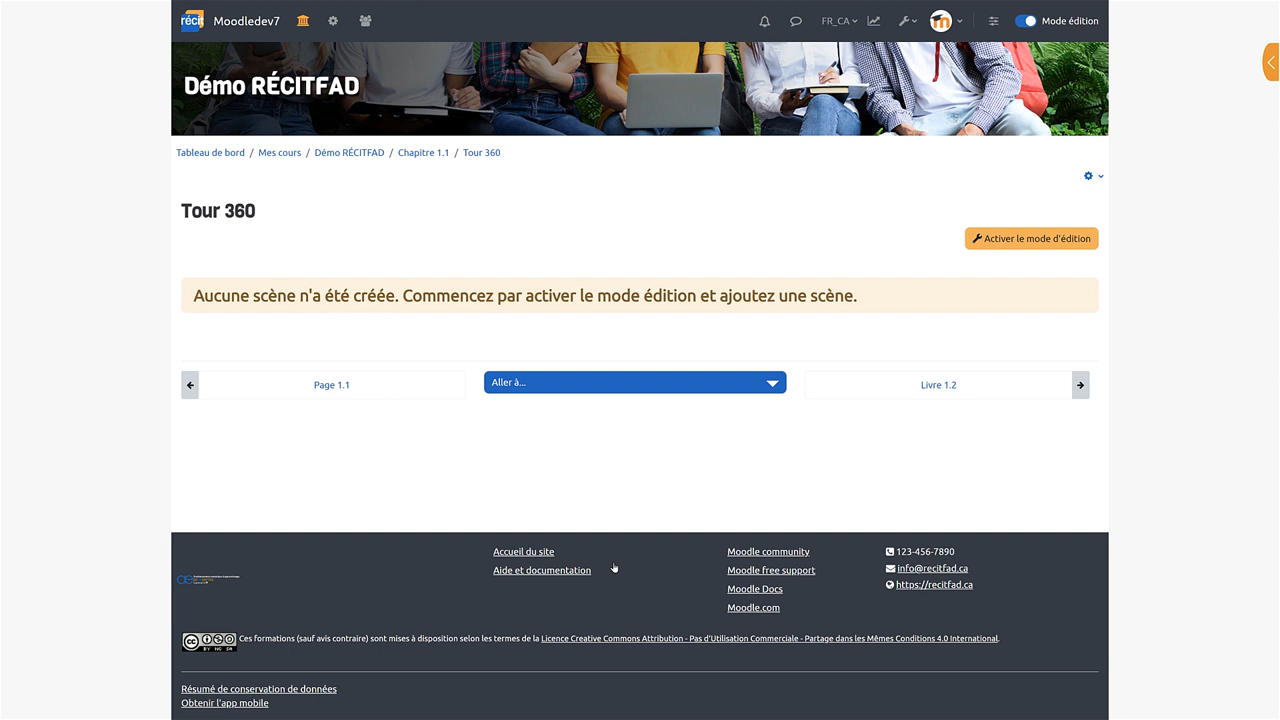 récit Moodledev7 FR_CA Mode édition
Démo RÉCITFAD
Tableau de bord / Mes cours / Démo RÉCITFAD / Chapitre 1.1 / Tour 360
Tour 360
Activer le mode d'édition
Aucune scène n'a été créée. Commencez par activer le mode édition et ajoutez une scène.
Page 1.1
Aller à...
Livre 1.2
Accueil du site
Aide et documentation
Moodle community
Moodle free support
Moodle Docs
Moodle.com
123-456-7890
info@recitfad.ca
https://recitfad.ca
CC BY NC SA Ces formations (sauf avis contraire) sont mises à disposition selon les termes de la Licence Creative Commons Attribution - Pas d'Utilisation Commerciale - Partage dans les Mêmes Conditions 4.0 International.
Résumé de conservation de données
Obtenir l'app mobile